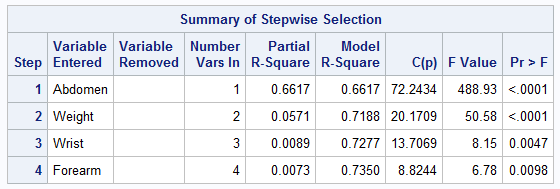 Summary of Stepwise Selection
Step Variable Entered Variable Removed Number Vars In Partial R-Square Model R-Square C(p) F Value Pr > F
1 Abdomen 1 0.6617 0.6617 72.2434 488.93 <.0001
2 Weight 2 0.0571 0.7188 20.1709 50.58 <.0001
3 Wrist 3 0.0089 0.7277 13.7069 8.15 0.0047
4 Forearm 4 0.0073 0.7350 8.8244 6.78 0.0098